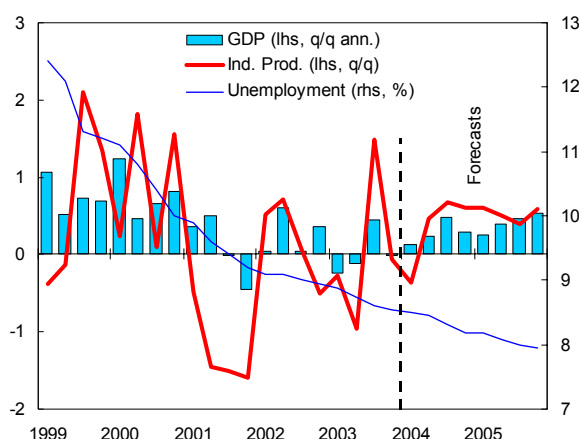 3
2
1
0
-1
-2
GDP (lhs, q/q ann.)
Ind. Prod. (lhs, q/q)
Unemployment (rhs, %)
Forecasts
13
12
11
10
9
8
7
1999 2000 2001 2002 2003 2004 2005